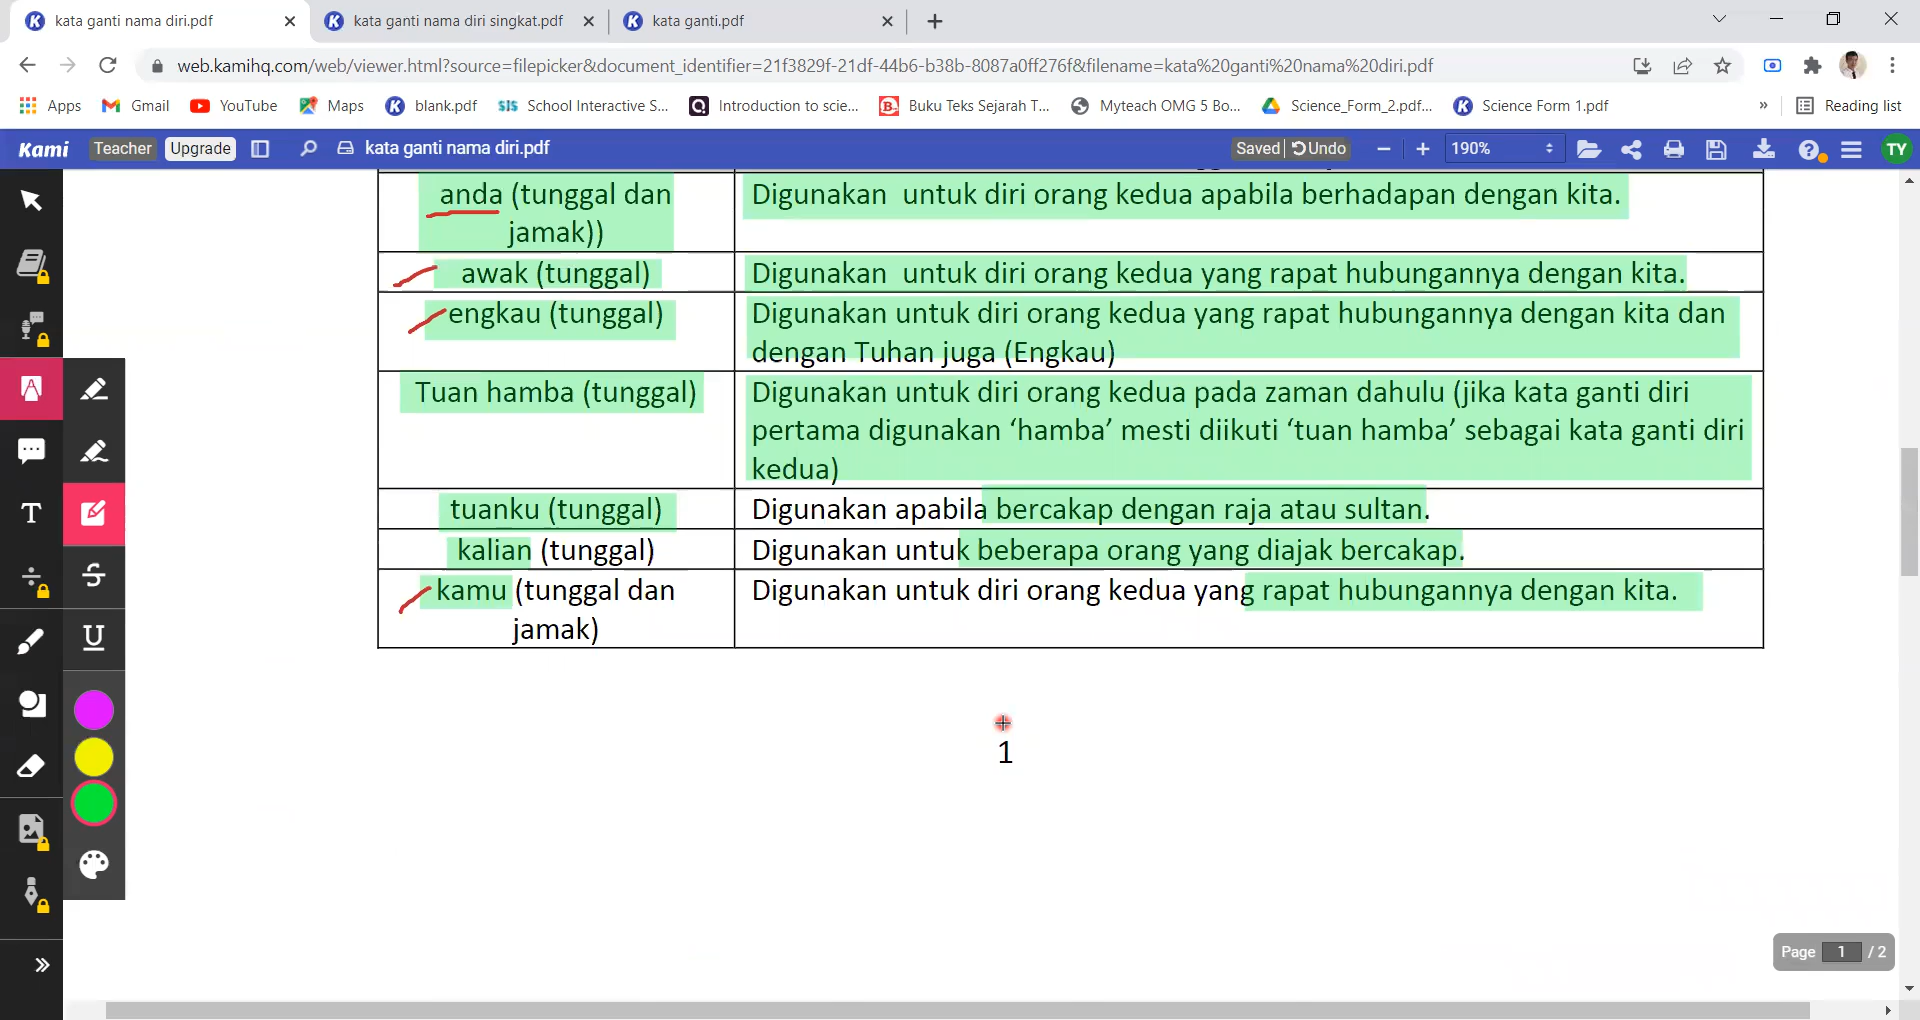 kata ganti nama diri.pdf
kata ganti nama diri singkat.pdf
kata ganti.pdf
web.kamihq.com/web/viewer.html?source=filepicker&document_identifier=21f3829f-21df-44b6-b38b-8087a0ff276f&filename=kata%20ganti%20nama%20diri.pdf
Apps
Gmail
YouTube
Maps
blank.pdf
SIS
School Interactive S...
Introduction to scie...
Buku Teks Sejarah T...
Myteach OMG 5 Bo...
Science_Form_2.pdf...
Science Form 1.pdf
»
Reading list
Kami
Teacher
Upgrade
kata ganti nama diri.pdf
Saved
Undo
190%
TY
anda (tunggal dan
jamak))
Digunakan  untuk diri orang kedua apabila berhadapan dengan kita.
awak (tunggal)
Digunakan  untuk diri orang kedua yang rapat hubungannya dengan kita.
engkau (tunggal)
Digunakan untuk diri orang kedua yang rapat hubungannya dengan kita dan
dengan Tuhan juga (Engkau)
Tuan hamba (tunggal)
Digunakan untuk diri orang kedua pada zaman dahulu (jika kata ganti diri
pertama digunakan ‘hamba’ mesti diikuti ‘tuan hamba’ sebagai kata ganti diri
kedua)
tuanku (tunggal)
Digunakan apabila bercakap dengan raja atau sultan.
kalian (tunggal)
Digunakan untuk beberapa orang yang diajak bercakap.
kamu (tunggal dan
jamak)
Digunakan untuk diri orang kedua yang rapat hubungannya dengan kita.
1
Page 1 / 2